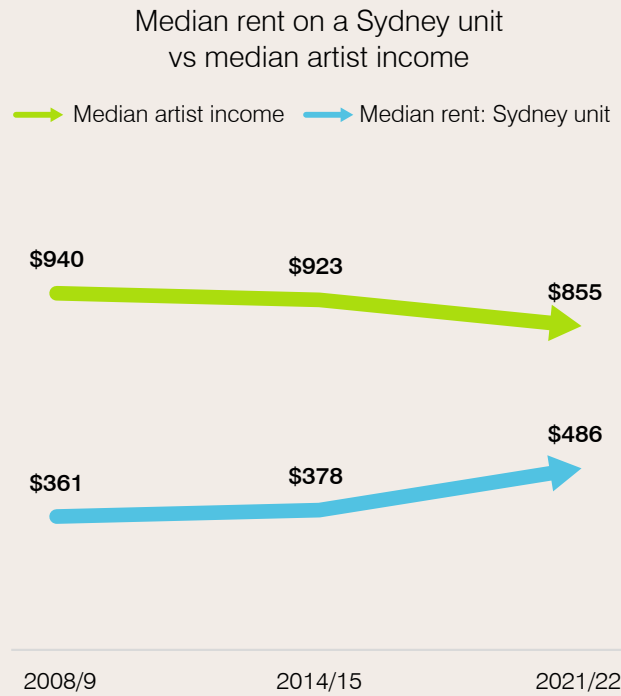 Median rent on a Sydney unit
vs median artist income
Median artist income
Median rent: Sydney unit
$940
$923
$855
$486
$361
$378
2008/9
2014/15
2021/22